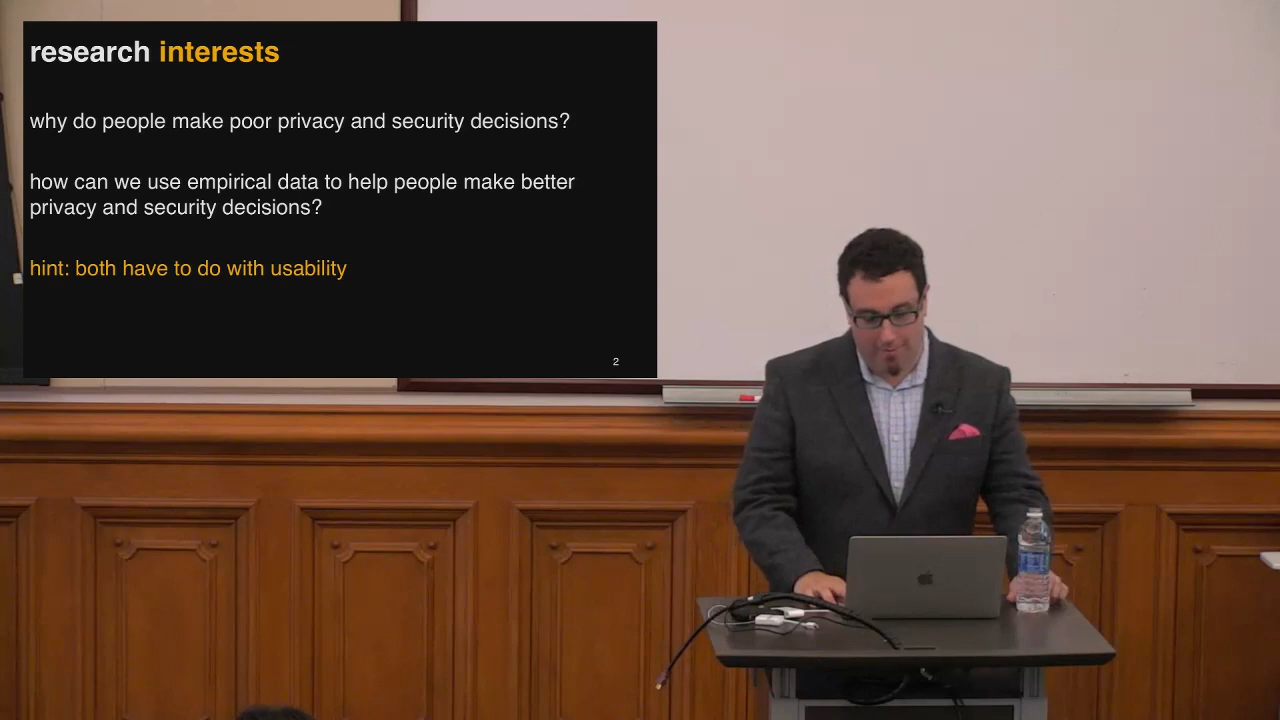 research interests
why do people make poor privacy and security decisions?
how can we use empirical data to help people make better
privacy and security decisions?
hint: both have to do with usability
2